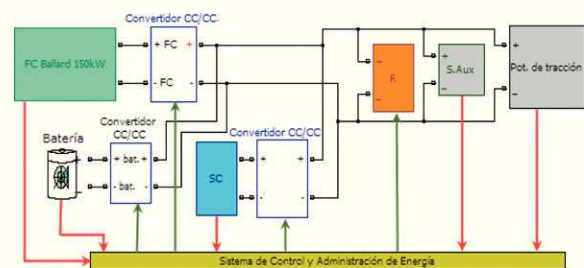 Convertidor CC/CC
FC Ballard 150kW
+ FC +
- FC -
R
S.Aux
Pot. de tracción
+
-
+
-
+
-
Batería
Convertidor
CC/CC
+ bat. +
- bat. -
SC
Convertidor CC/CC
+ +
- -
Sistema de Control y Administración de Energía